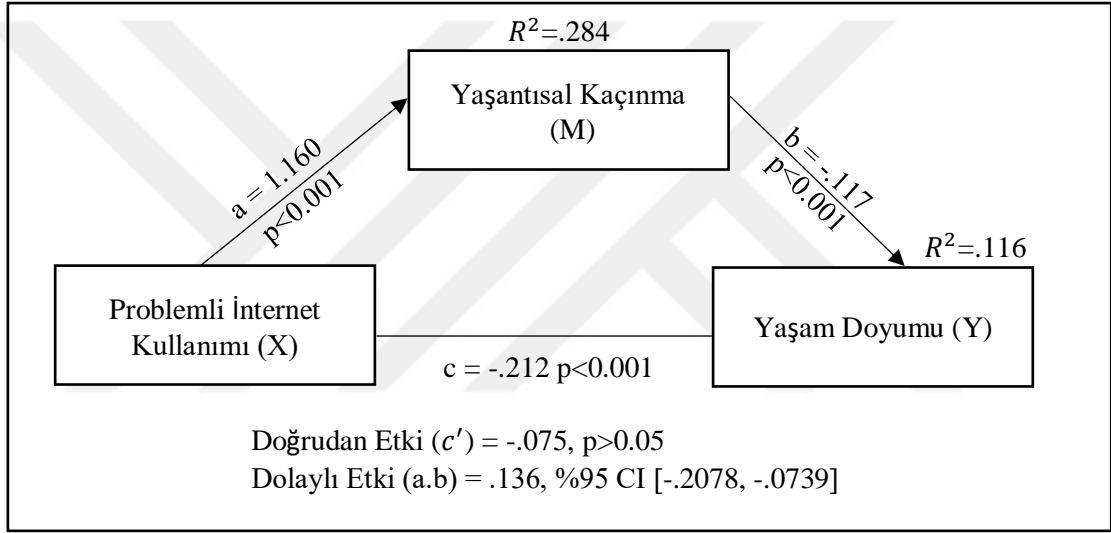 R²=.284
Yaşantısal Kaçınma
(M)
a = 1.160
p<0.001
b = -.117
p<0.001
R²=.116
Problemli İnternet
Kullanımı (X)
Yaşam Doyumu (Y)
c = -.212 p<0.001
Doğrudan Etki (c′) = -.075, p>0.05
Dolaylı Etki (a.b) = .136, %95 CI [-.2078, -.0739]